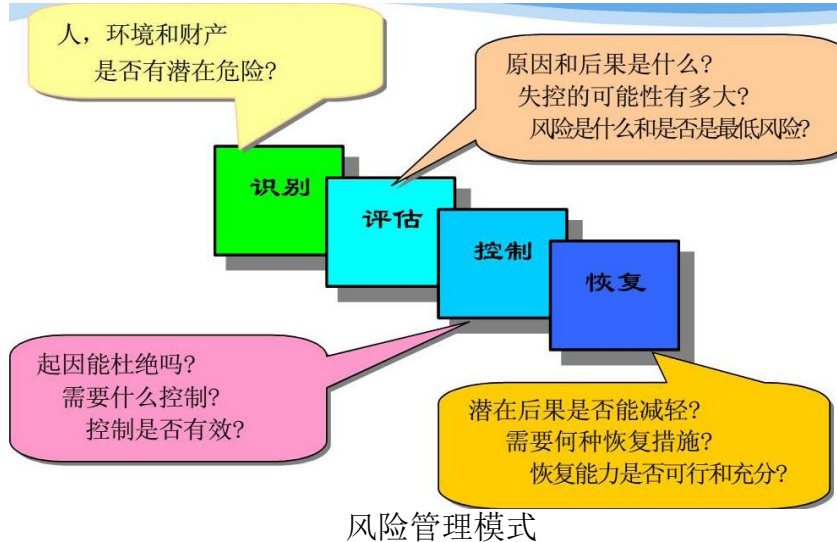 人，环境和财产
是否有潜在危险?
原因和后果是什么?
失控的可能性有多大?
风险是什么和是否是最低风险?
识别
评估
控制
恢复
起因能杜绝吗?
需要什么控制?
控制是否有效?
潜在后果是否能减轻?
需要何种恢复措施?
恢复能力是否可行和充分?
风险管理模式